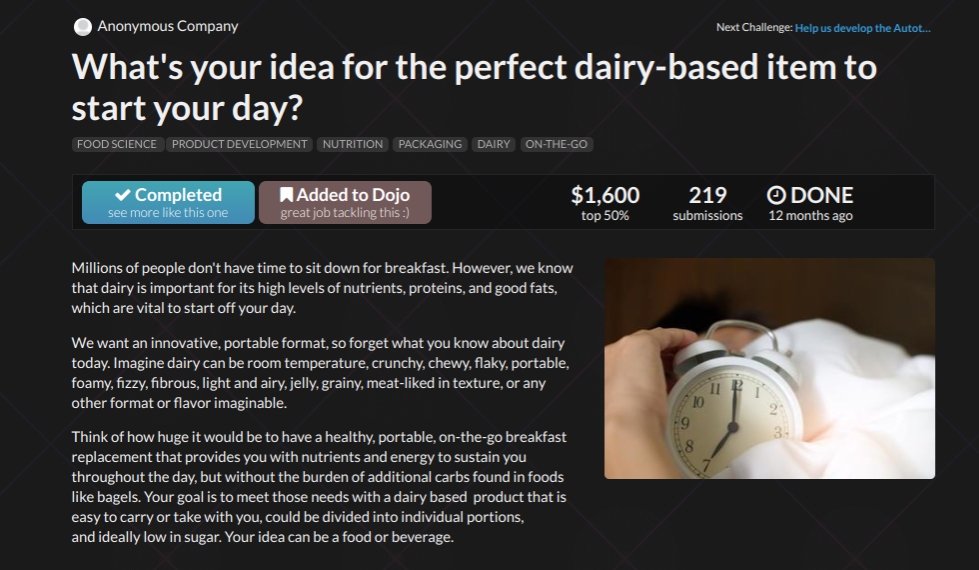 Anonymous Company
Next Challenge: Help us develop the Autot...
What's your idea for the perfect dairy-based item to
start your day?
FOOD SCIENCE PRODUCT DEVELOPMENT NUTRITION PACKAGING DAIRY ON-THE-GO
Completed
see more like this one
Added to Dojo
great job tackling this :)
$1,600
top 50%
219
submissions
DONE
12 months ago
Millions of people don't have time to sit down for breakfast. However, we know
that dairy is important for its high levels of nutrients, proteins, and good fats,
which are vital to start off your day.
We want an innovative, portable format, so forget what you know about dairy
today. Imagine dairy can be room temperature, crunchy, chewy, flaky, portable,
foamy, fizzy, fibrous, light and airy, jelly, grainy, meat-liked in texture, or any
other format or flavor imaginable.
Think of how huge it would be to have a healthy, portable, on-the-go breakfast
replacement that provides you with nutrients and energy to sustain you
throughout the day, but without the burden of additional carbs found in foods
like bagels. Your goal is to meet those needs with a dairy based  product that is
easy to carry or take with you, could be divided into individual portions,
and ideally low in sugar. Your idea can be a food or beverage.
10 11 12 1
9 2
8 3
7